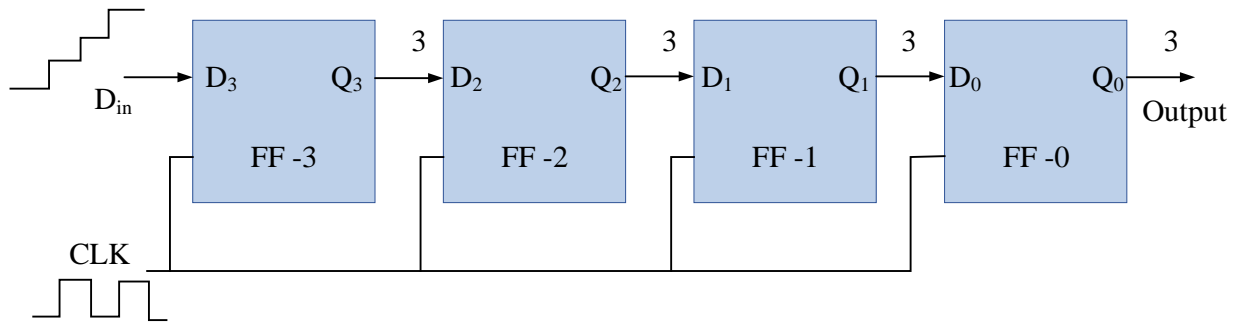 3 3 3 3
D₃ Q₃ D₂ Q₂ D₁ Q₁ D₀ Q₀
Dᵢₙ Output
FF -3 FF -2 FF -1 FF -0
CLK